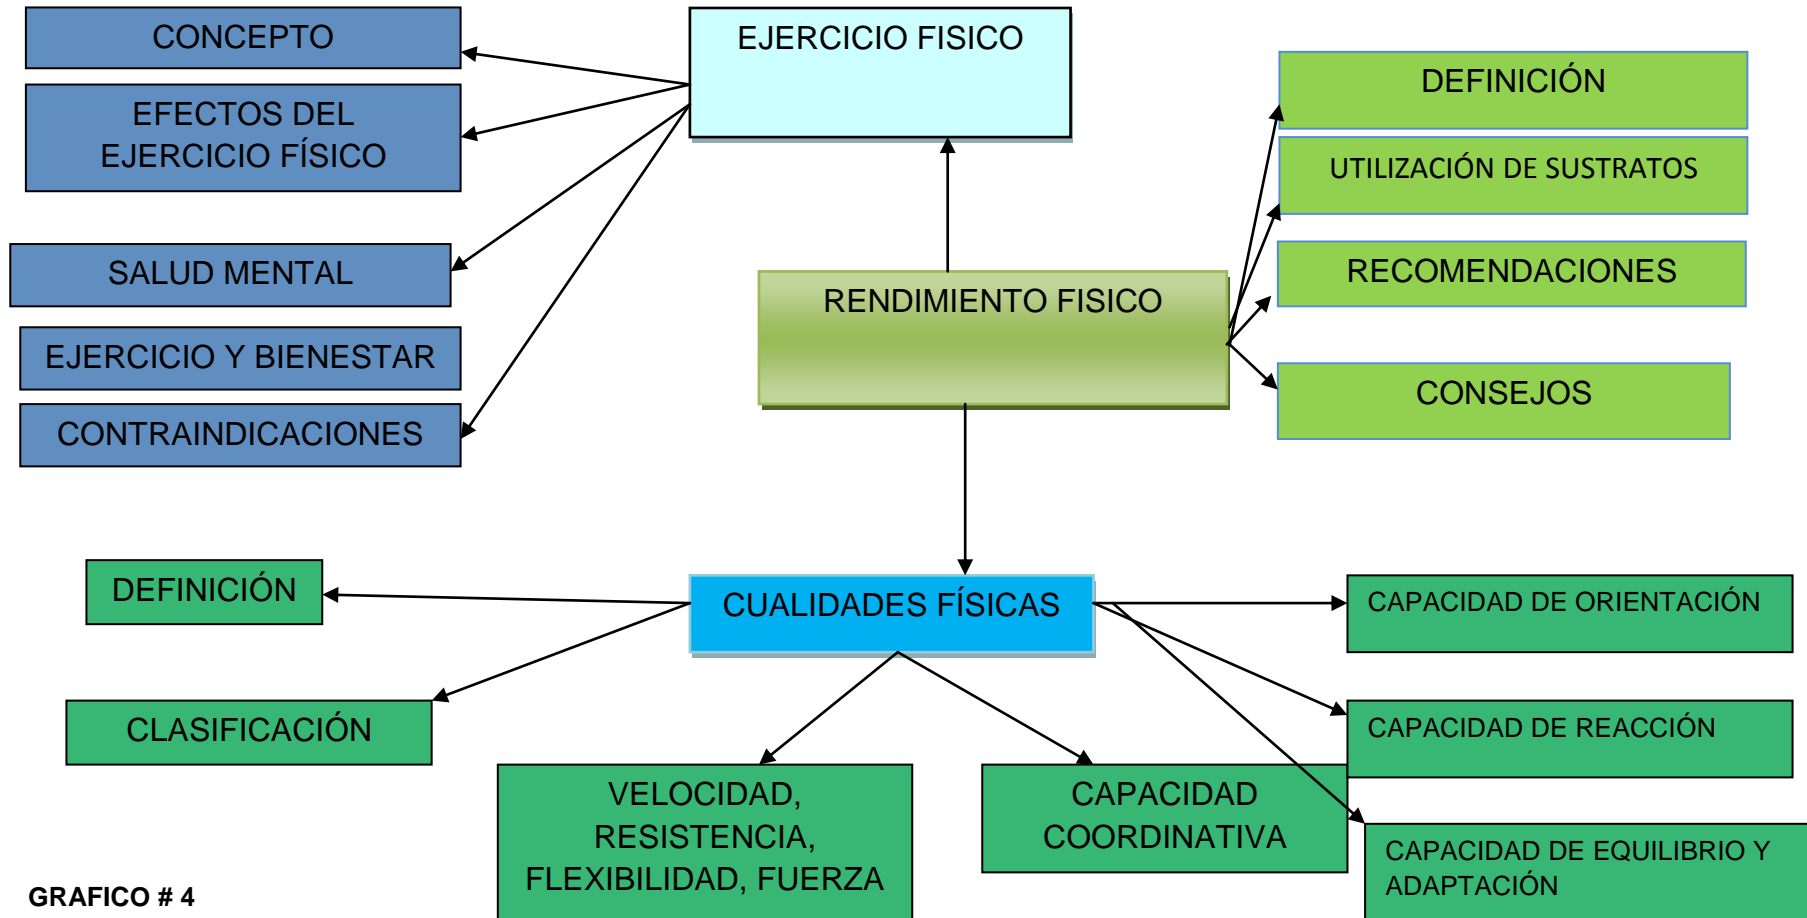 CONCEPTO
EFECTOS DEL
EJERCICIO FÍSICO
SALUD MENTAL
EJERCICIO Y BIENESTAR
CONTRAINDICACIONES
EJERCICIO FISICO
DEFINICIÓN
UTILIZACIÓN DE SUSTRATOS
RECOMENDACIONES
CONSEJOS
RENDIMIENTO FISICO
DEFINICIÓN
CLASIFICACIÓN
CUALIDADES FÍSICAS
VELOCIDAD,
RESISTENCIA,
FLEXIBILIDAD, FUERZA
CAPACIDAD
COORDINATIVA
CAPACIDAD DE ORIENTACIÓN
CAPACIDAD DE REACCIÓN
CAPACIDAD DE EQUILIBRIO Y
ADAPTACIÓN
GRAFICO # 4